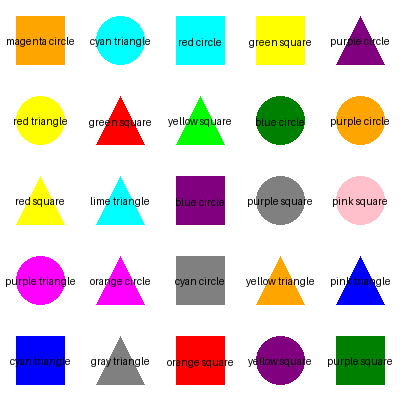 magenta circle cyan triangle red circle green square purple circle
red triangle green square yellow square blue circle purple circle
red square lime triangle blue circle purple square pink square
purple triangle orange circle cyan circle yellow triangle pink triangle
cyan triangle gray triangle orange square yellow square purple square